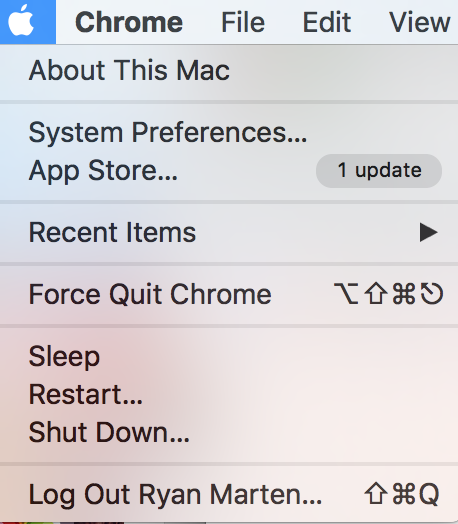 Chrome File Edit View
About This Mac
System Preferences...
App Store... 1 update
Recent Items ▶
Force Quit Chrome ⌥⇧⌘⎋
Sleep
Restart...
Shut Down...
Log Out Ryan Marten... ⇧⌘Q